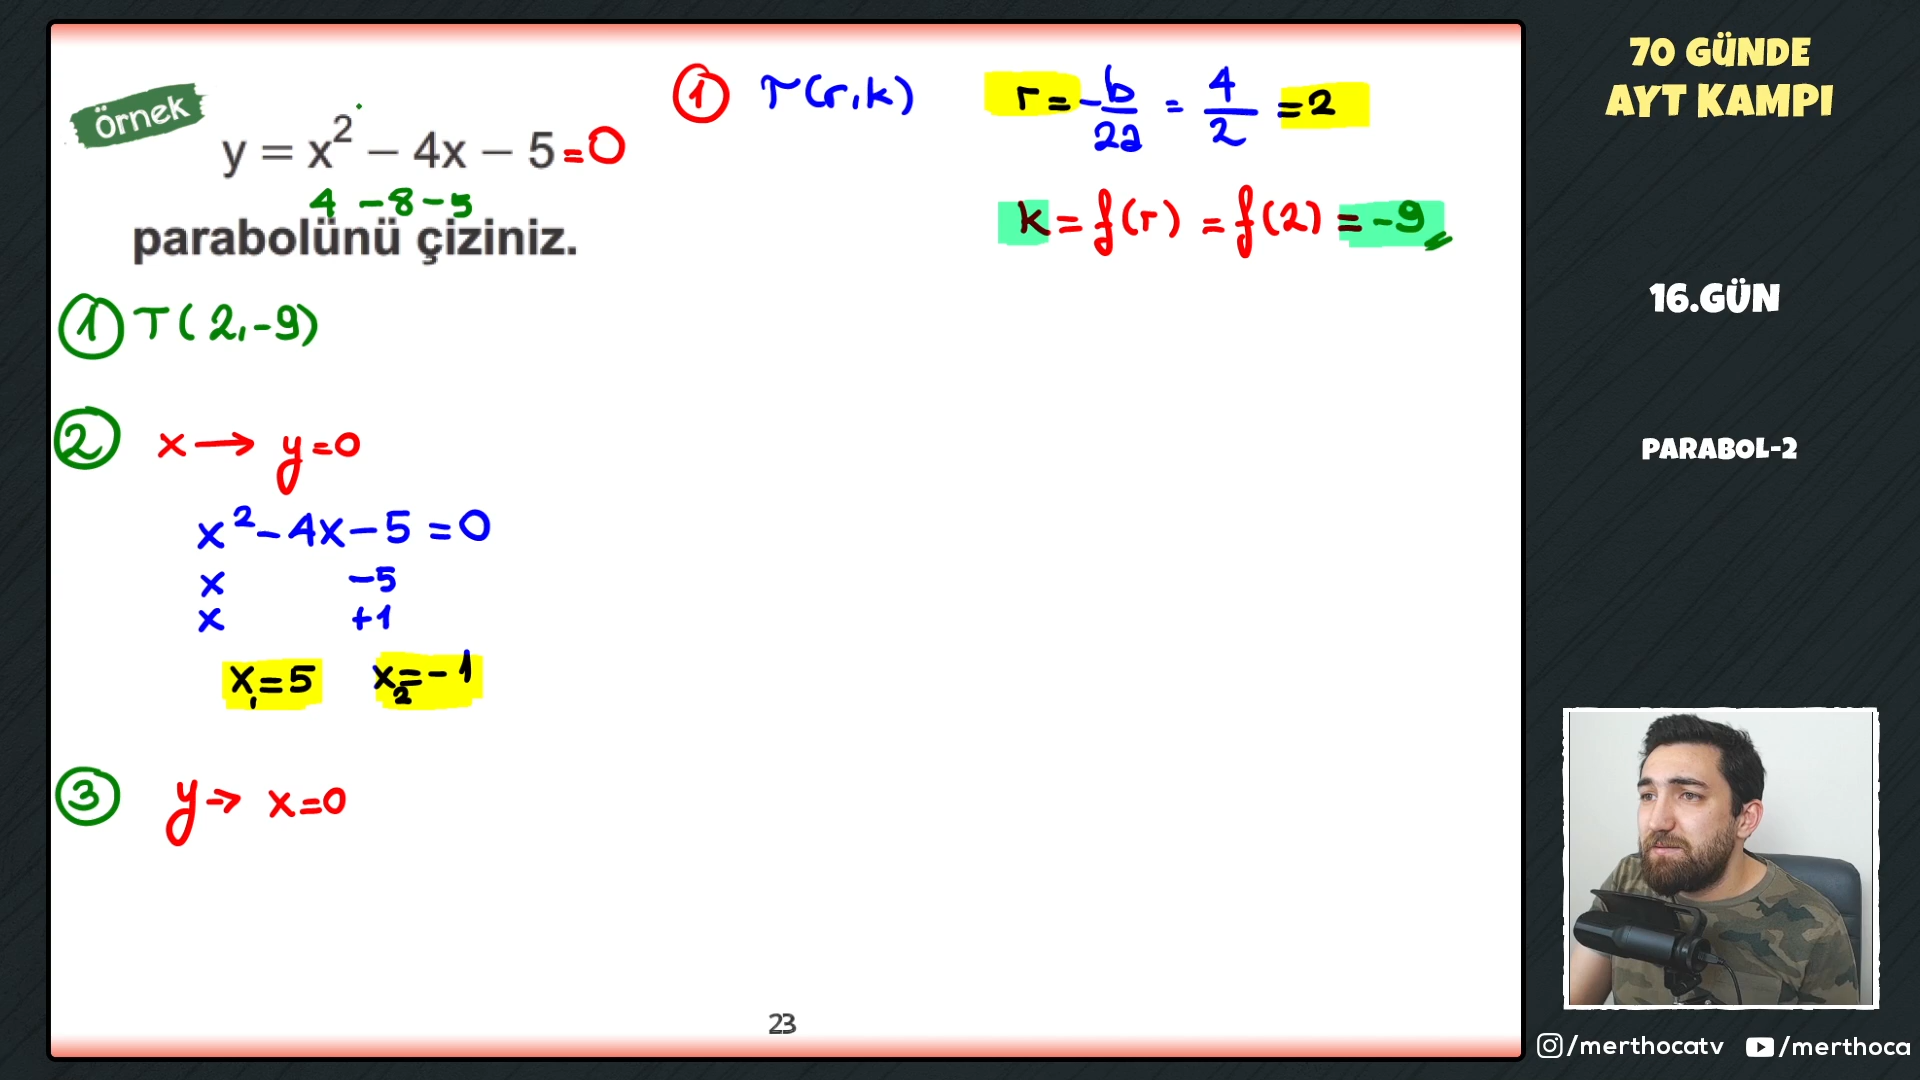 Örnek
y = x² – 4x – 5 = 0
4 – 8 – 5
parabolünü çiziniz.
① T(2,-9)
② x → y=0
x² - 4x - 5 = 0
x -5
x +1
x₁=5 x₂=-1
③ y → x=0
① T(r,k) r = -b/2a = 4/2 = 2
k = f(r) = f(2) = -9
23
70 GÜNDE
AYT KAMPI
16.GÜN
PARABOL-2
/merthocatv /merthoca